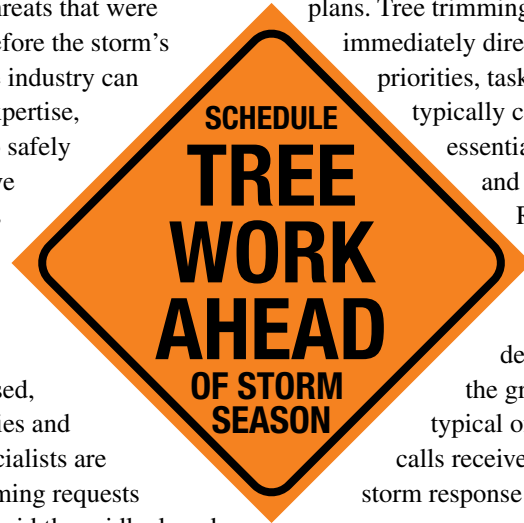 reats that were
efore the storm's
industry can
pertise,
safely
ve
sed,
ies and
cialists are
ming requests
SCHEDULE
TREE
WORK
AHEAD
OF STORM
SEASON
plans. Tree trimming
immediately dire
priorities, task
typically c
essentia
and
de
the gr
typical o
calls receive
storm response